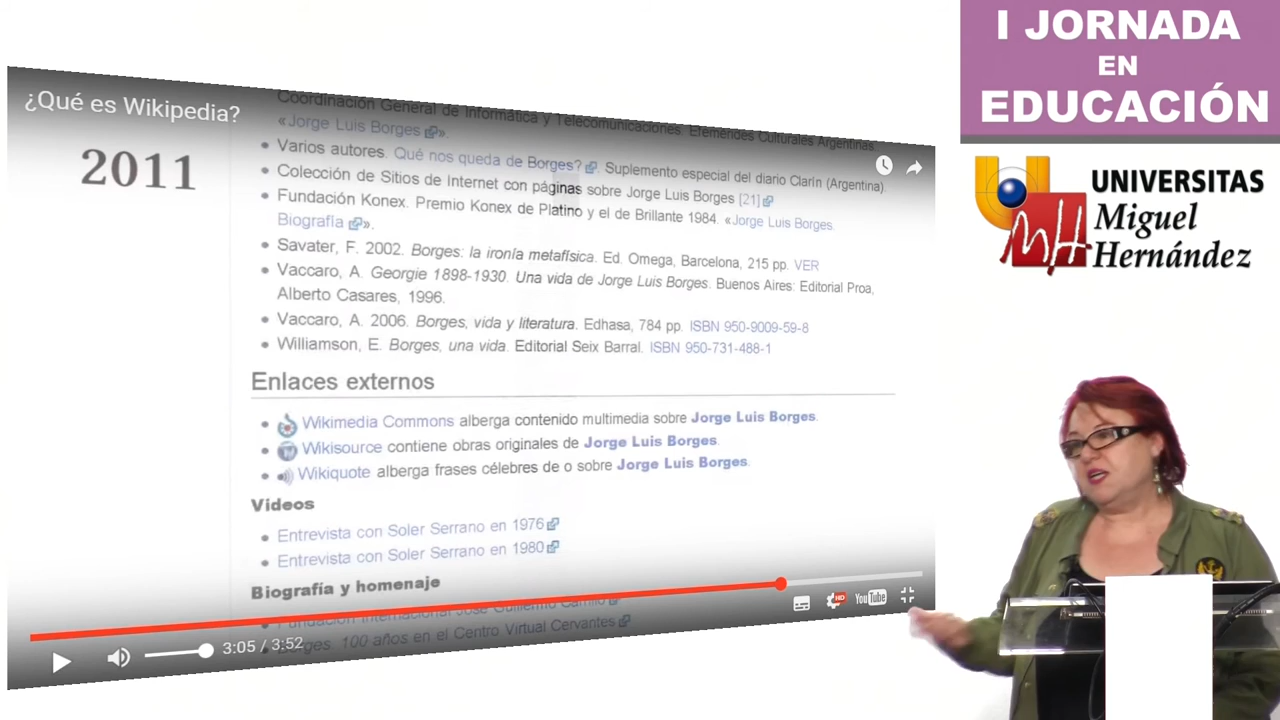 ¿Qué es Wikipedia?
2011
Coordinación General de Informática y Telecomunicaciones. Efemérides Culturales Argentinas.
«Jorge Luis Borges».
Varios autores. Qué nos queda de Borges? Suplemento especial del diario Clarín (Argentina).
Colección de Sitios de Internet con páginas sobre Jorge Luis Borges [21]
Fundación Konex. Premio Konex de Platino y el de Brillante 1984. «Jorge Luis Borges.
Biografía».
Savater, F. 2002. Borges: la ironía metafísica. Ed. Omega, Barcelona, 215 pp. VER
Vaccaro, A. Georgie 1898-1930. Una vida de Jorge Luis Borges. Buenos Aires: Editorial Proa,
Alberto Casares, 1996.
Vaccaro, A. 2006. Borges, vida y literatura. Edhasa, 784 pp. ISBN 950-9009-59-8
Williamson, E. Borges, una vida. Editorial Seix Barral. ISBN 950-731-488-1
Enlaces externos
Wikimedia Commons alberga contenido multimedia sobre Jorge Luis Borges.
Wikisource contiene obras originales de Jorge Luis Borges.
Wikiquote alberga frases célebres de o sobre Jorge Luis Borges.
Videos
Entrevista con Soler Serrano en 1976
Entrevista con Soler Serrano en 1980
Biografía y homenaje
Fundación Internacional José Guillermo Carrillo
Borges. 100 años en el Centro Virtual Cervantes
3:05 / 3:52
HD
YouTube
I JORNADA
EN
EDUCACIÓN
UNIVERSITAS
Miguel
Hernández